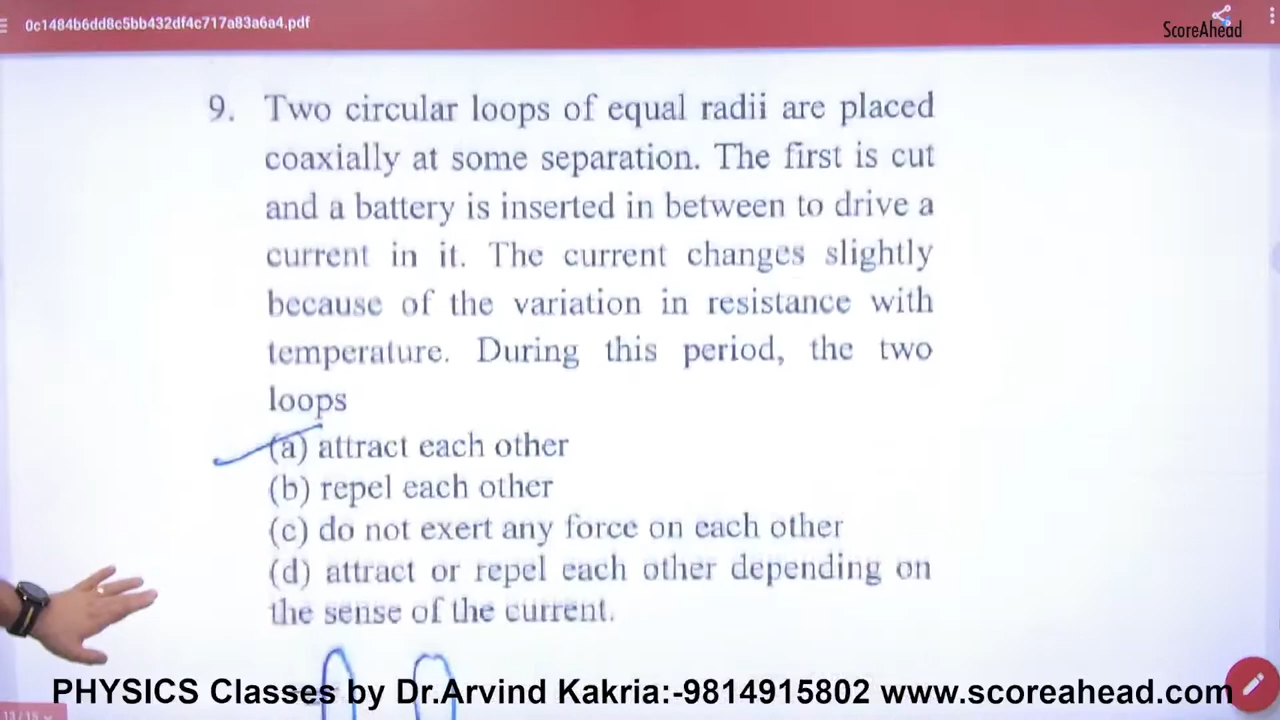 0c1484b6dd8c5bb432df4c717a83a6a4.pdf
ScoreAhead
9. Two circular loops of equal radii are placed
coaxially at some separation. The first is cut
and a battery is inserted in between to drive a
current in it. The current changes slightly
because of the variation in resistance with
temperature. During this period, the two
loops
(a) attract each other
(b) repel each other
(c) do not exert any force on each other
(d) attract or repel each other depending on
the sense of the current.
PHYSICS Classes by Dr.Arvind Kakria:-9814915802 www.scoreahead.com
13/15